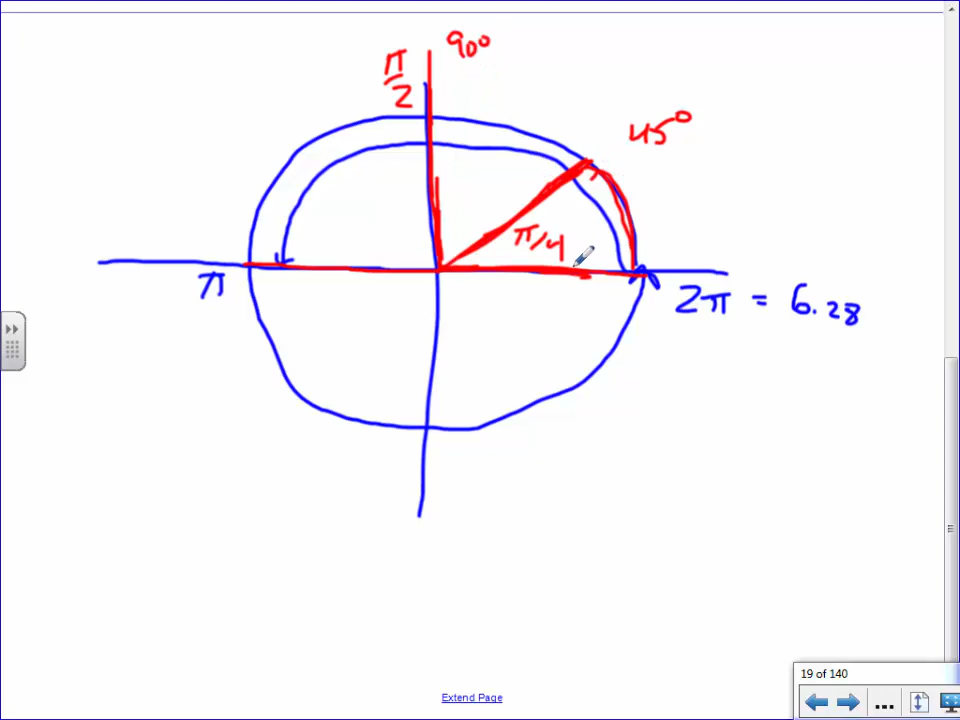 90°
π/2
45°
π/4
π
2π = 6.28
Extend Page
19 of 140
...